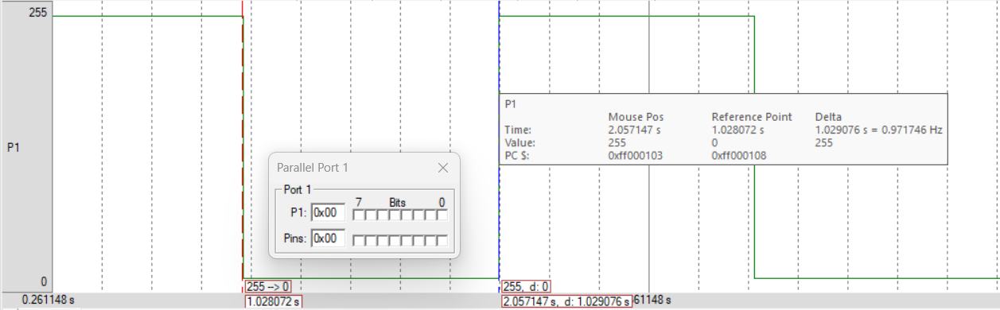 255
P1
0
0.261148 s
255 --> 0
1.028072 s
255, d: 0
2.057147 s, d: 1.029076 s
61148 s
P1
Mouse Pos Reference Point Delta
Time: 2.057147 s 1.028072 s 1.029076 s = 0.971746 Hz
Value: 255 0 255
PC $: 0xff000103 0xff000108
Parallel Port 1
Port 1
7 Bits 0
P1: 0x00
Pins: 0x00